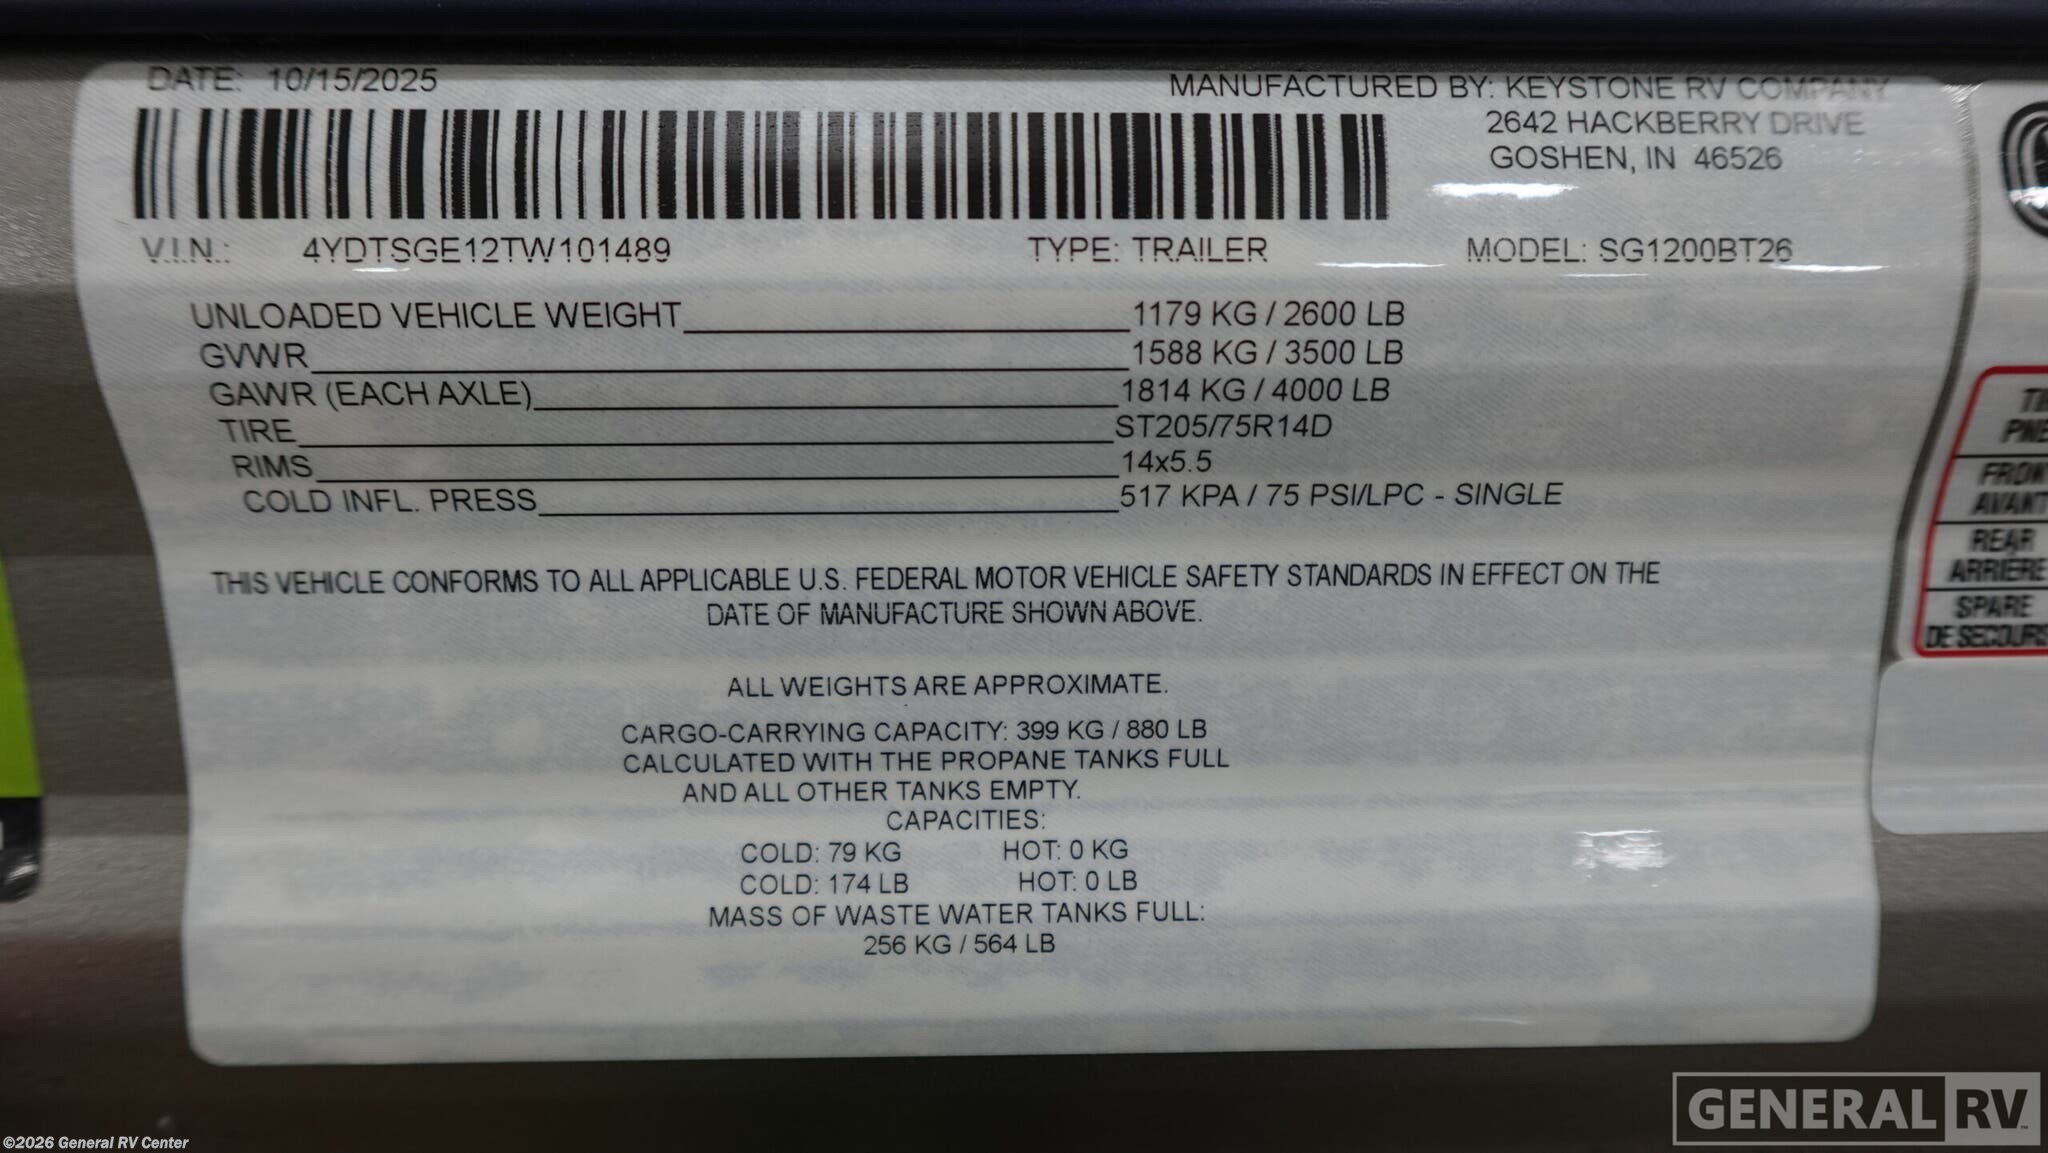 DATE: 10/15/2025
MANUFACTURED BY: KEYSTONE RV COMPANY
2642 HACKBERRY DRIVE
GOSHEN, IN 46526
V.I.N.: 4YDTSGE12TW101489 TYPE: TRAILER MODEL: SG1200BT26
UNLOADED VEHICLE WEIGHT 1179 KG / 2600 LB
GVWR 1588 KG / 3500 LB
GAWR (EACH AXLE) 1814 KG / 4000 LB
TIRE ST205/75R14D
RIMS 14x5.5
COLD INFL. PRESS 517 KPA / 75 PSI/LPC - SINGLE
THIS VEHICLE CONFORMS TO ALL APPLICABLE U.S. FEDERAL MOTOR VEHICLE SAFETY STANDARDS IN EFFECT ON THE
DATE OF MANUFACTURE SHOWN ABOVE.
ALL WEIGHTS ARE APPROXIMATE.
CARGO-CARRYING CAPACITY: 399 KG / 880 LB
CALCULATED WITH THE PROPANE TANKS FULL
AND ALL OTHER TANKS EMPTY.
CAPACITIES:
COLD: 79 KG HOT: 0 KG
COLD: 174 LB HOT: 0 LB
MASS OF WASTE WATER TANKS FULL:
256 KG / 564 LB
FRONT
AVANT
REAR
ARRIERE
SPARE
DE SECOURS
GENERAL RV
©2026 General RV Center